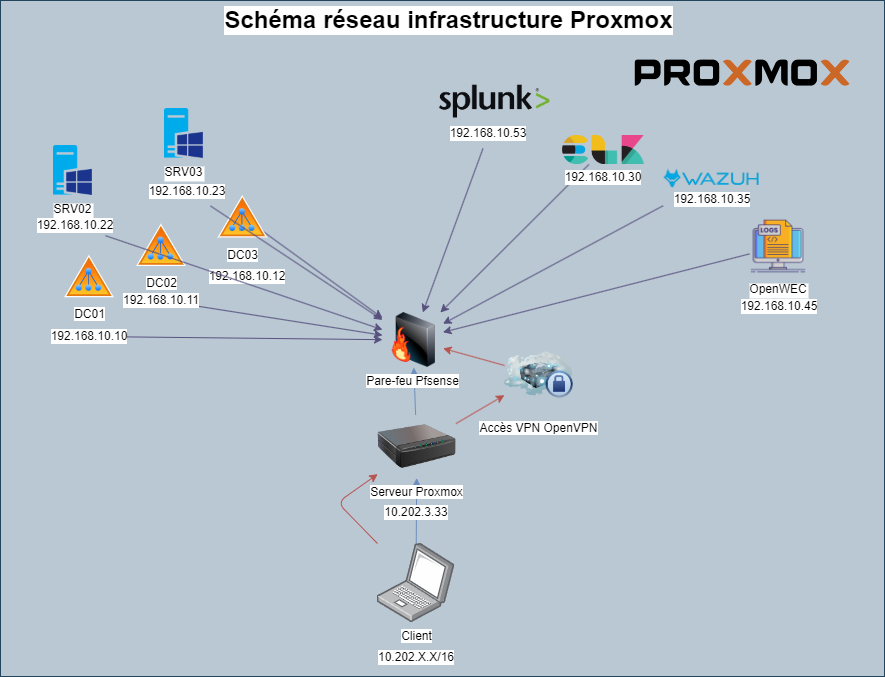 Schéma réseau infrastructure Proxmox
PROXMOX
splunk>
192.168.10.53
elk
192.168.10.30
WAZUH
192.168.10.35
SRV03
192.168.10.23
SRV02
192.168.10.22
DC03
192.168.10.12
DC02
192.168.10.11
DC01
192.168.10.10
LOGS
</>
OpenWEC
192.168.10.45
Pare-feu Pfsense
Accès VPN OpenVPN
Serveur Proxmox
10.202.3.33
Client
10.202.X.X/16